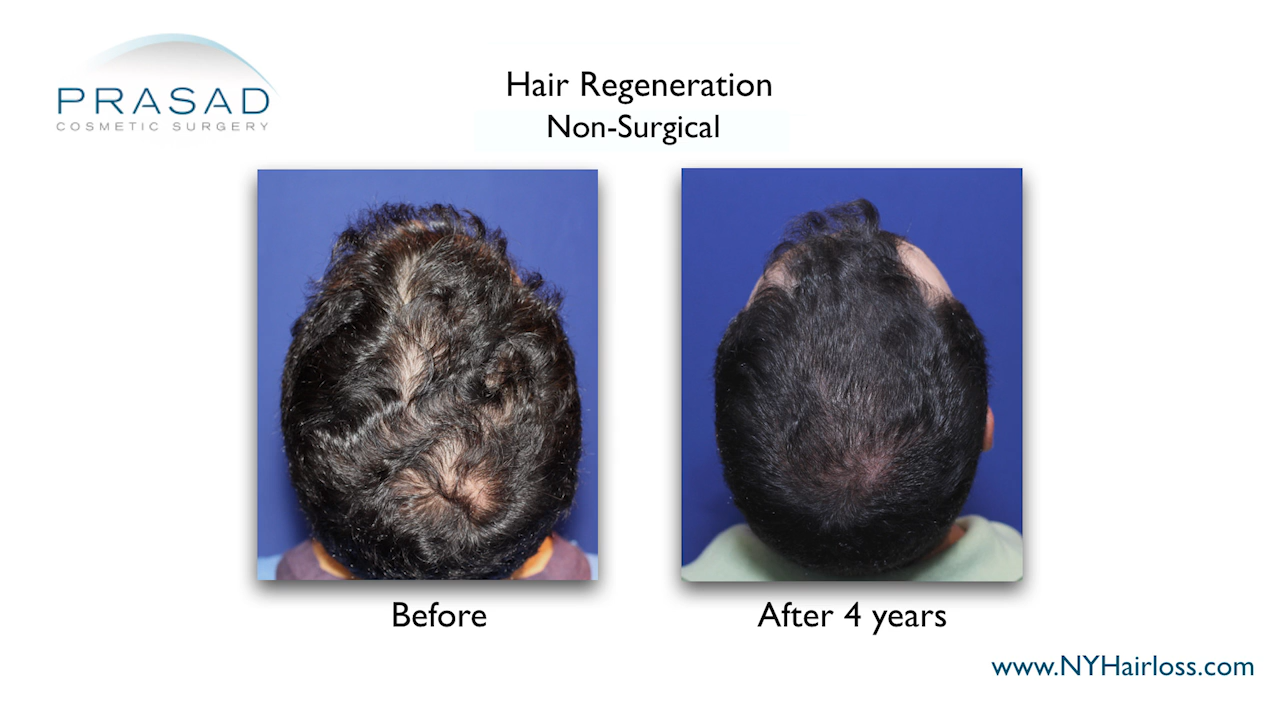 PRASAD
COSMETIC SURGERY
Hair Regeneration
Non-Surgical
Before
After 4 years
www.NYHairloss.com